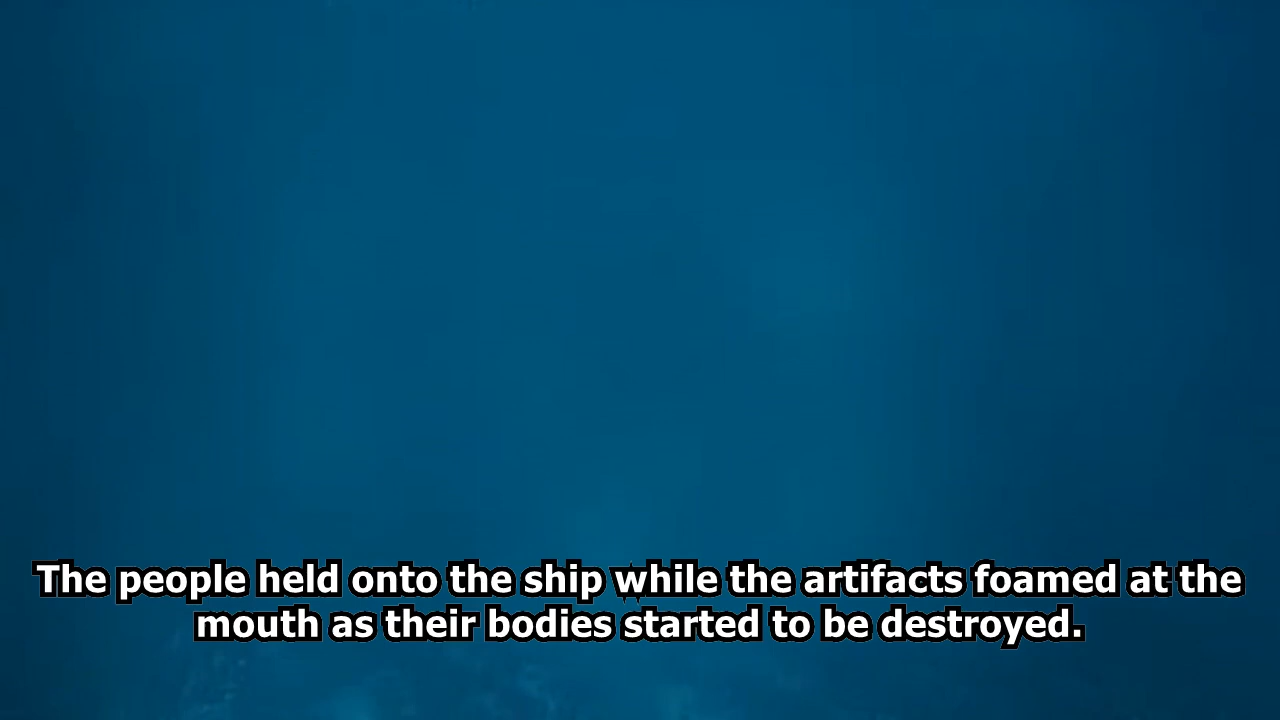 The people held onto the ship while the artifacts foamed at the
mouth as their bodies started to be destroyed.